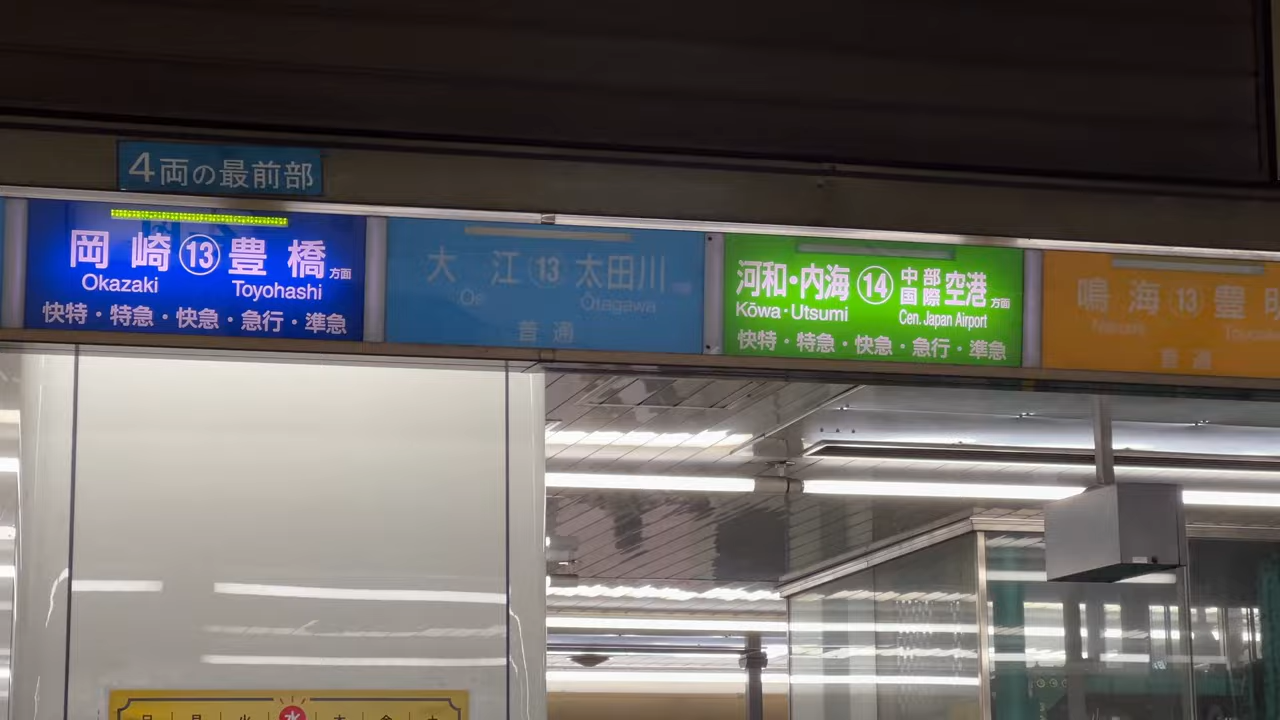 4両の最前部
岡崎 ⑬ 豊橋 方面
Okazaki Toyohashi
快特・特急・快急・急行・準急
大江 13 太田川
Otagawa
普通
河和・内海 ⑭ 中部国際空港 方面
Kōwa・Utsumi Cen. Japan Airport
快特・特急・快急・急行・準急
鳴海 13 豊明
普通
水